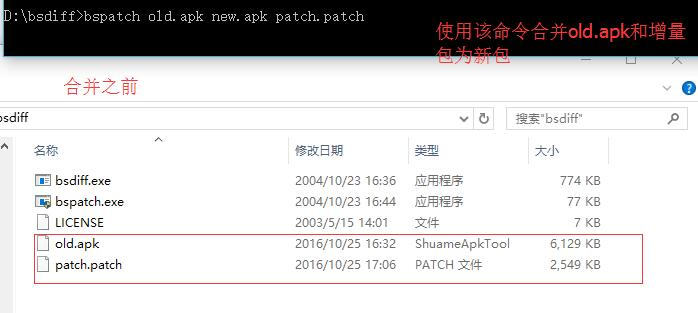 D:\bsdiff>bspatch old.apk new.apk patch.patch
使用该命令合并old.apk和增量
包为新包
合并之前
bsdiff
搜索"bsdiff"
名称 修改日期 类型 大小
bsdiff.exe 2004/10/23 16:36 应用程序 774 KB
bspatch.exe 2004/10/23 16:44 应用程序 77 KB
LICENSE 2003/5/15 14:01 文件 7 KB
old.apk 2016/10/25 16:32 ShuameApkTool 6,129 KB
patch.patch 2016/10/25 17:06 PATCH 文件 2,549 KB